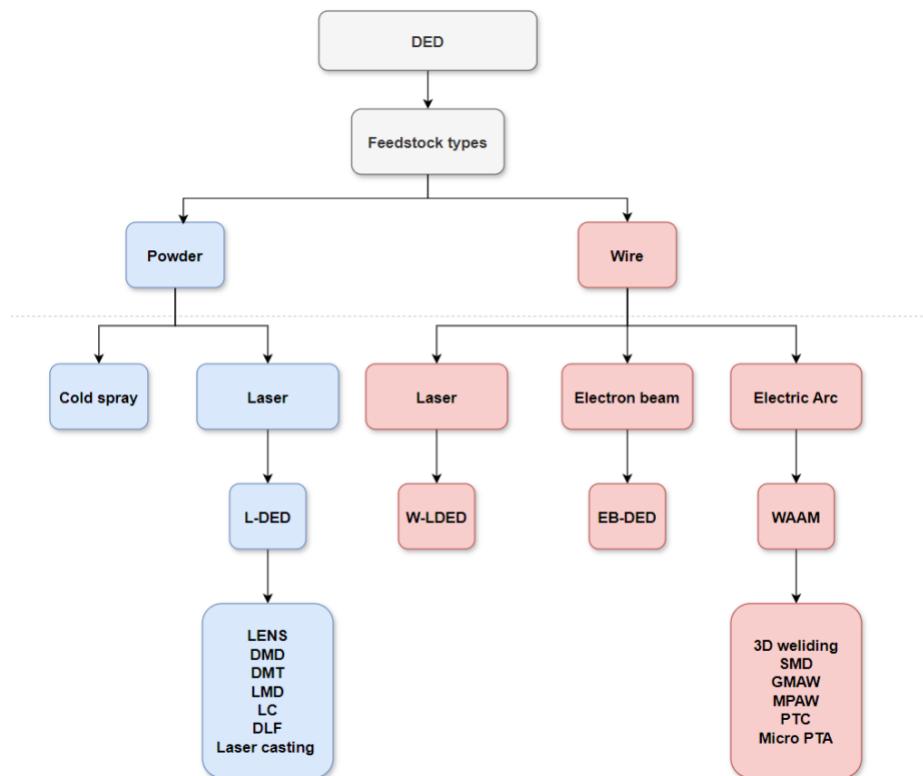 DED
Feedstock types
Powder
Wire
Cold spray
Laser
Laser
Electron beam
Electric Arc
L-DED
W-LDED
EB-DED
WAAM
LENS
DMD
DMT
LMD
LC
DLF
Laser casting
3D weliding
SMD
GMAW
MPAW
PTC
Micro PTA